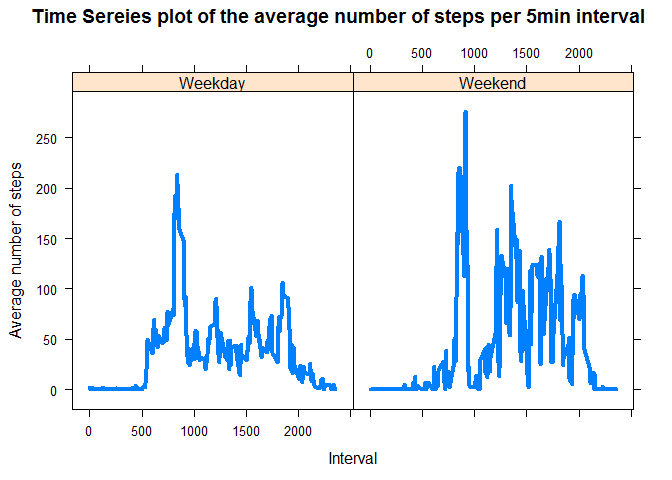 Time Sereies plot of the average number of steps per 5min interval
0 500 1000 1500 2000
Weekday Weekend
250
200
150
100
50
0
Average number of steps
0 500 1000 1500 2000
Interval